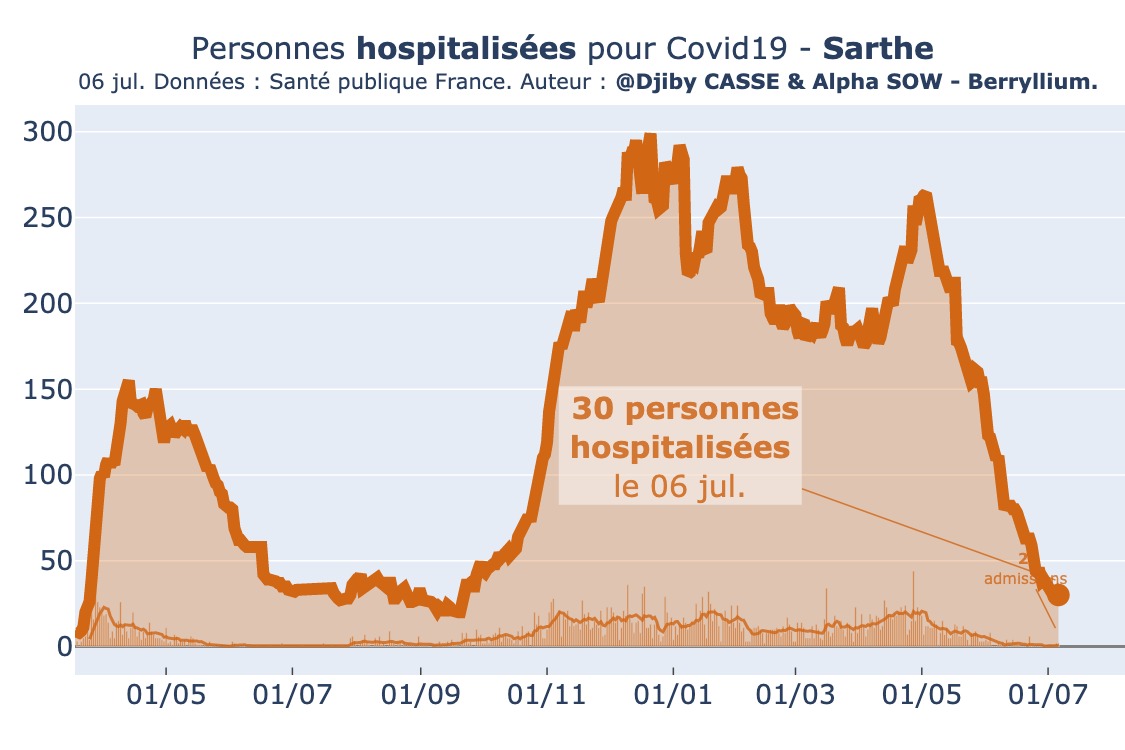 Personnes hospitalisées pour Covid19 - Sarthe
06 jul. Données : Santé publique France. Auteur : @Djiby CASSE & Alpha SOW - Berryllium.
300
250
200
150
100
50
0
30 personnes
hospitalisées
le 06 jul.
2
admissions
01/05
01/07
01/09
01/11
01/01
01/03
01/05
01/07